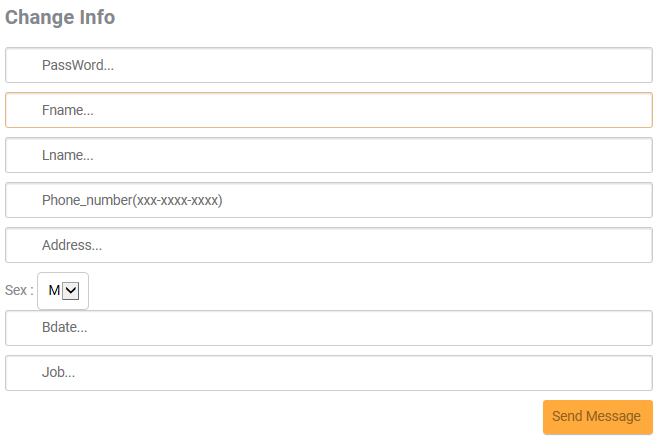 Change Info
PassWord...
Fname...
Lname...
Phone_number(xxx-xxxx-xxxx)
Address...
Sex : M
Bdate...
Job...
Send Message